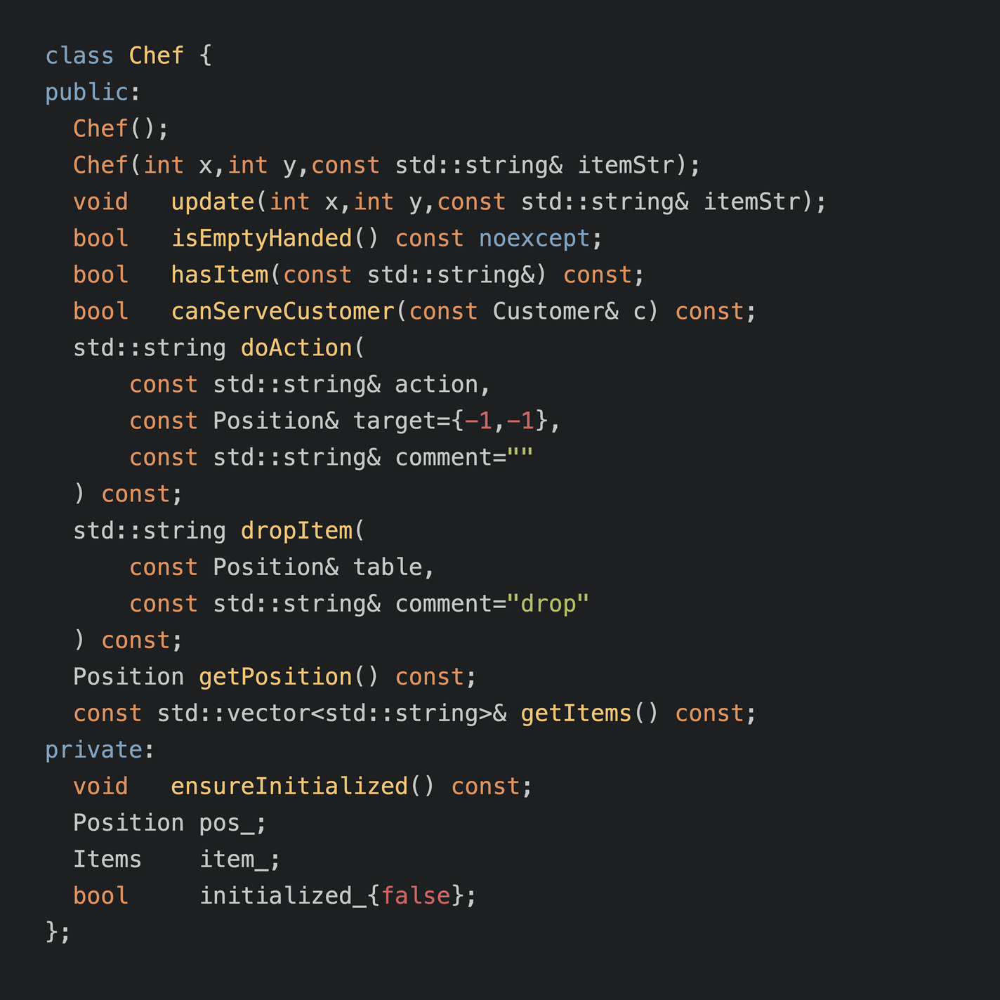 class Chef {
public:
  Chef();
  Chef(int x,int y,const std::string& itemStr);
  void   update(int x,int y,const std::string& itemStr);
  bool   isEmptyHanded() const noexcept;
  bool   hasItem(const std::string&) const;
  bool   canServeCustomer(const Customer& c) const;
  std::string doAction(
      const std::string& action,
      const Position& target={-1,-1},
      const std::string& comment=""
  ) const;
  std::string dropItem(
      const Position& table,
      const std::string& comment="drop"
  ) const;
  Position getPosition() const;
  const std::vector<std::string>& getItems() const;
private:
  void   ensureInitialized() const;
  Position pos_;
  Items    item_;
  bool     initialized_{false};
};